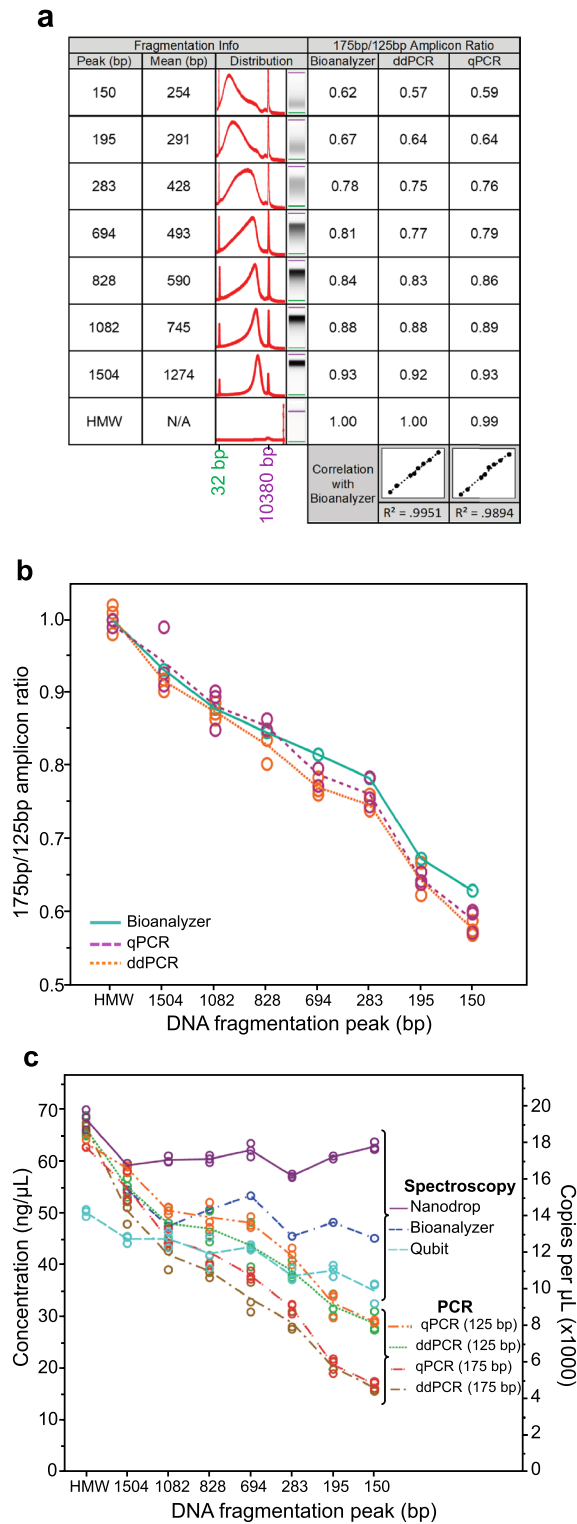 a
Fragmentation Info 175bp/125bp Amplicon Ratio
Peak (bp) Mean (bp) Distribution Bioanalyzer ddPCR qPCR
150 254 0.62 0.57 0.59
195 291 0.67 0.64 0.64
283 428 0.78 0.75 0.76
694 493 0.81 0.77 0.79
828 590 0.84 0.83 0.86
1082 745 0.88 0.88 0.89
1504 1274 0.93 0.92 0.93
HMW N/A 1.00 1.00 0.99
32 bp
10380 bp
Correlation
with
Bioanalyzer
R² = .9951 R² = .9894
b
175bp/125bp amplicon ratio
1.0
0.9
0.8
0.7
0.6
0.5
Bioanalyzer
qPCR
ddPCR
HMW 1504 1082 828 694 283 195 150
DNA fragmentation peak (bp)
c
Concentration (ng/µL)
70
60
50
40
30
20
10
0
Copies per µL (x1000)
20
18
16
14
12
10
8
6
4
2
0
Spectroscopy
Nanodrop
Bioanalyzer
Qubit
PCR
qPCR (125 bp)
ddPCR (125 bp)
qPCR (175 bp)
ddPCR (175 bp)
HMW 1504 1082 828 694 283 195 150
DNA fragmentation peak (bp)